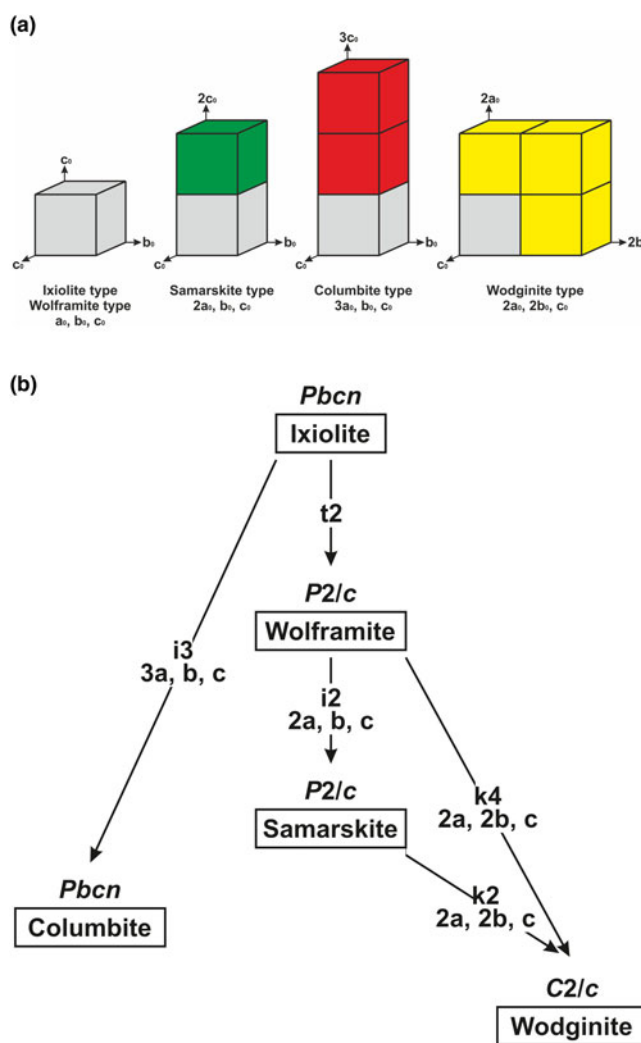 (a)
3c₀
2c₀
2a₀
c₀
b₀
b₀
b₀
2b
c₀
c₀
c₀
c₀
Ixiolite type
Wolframite type
a₀, b₀, c₀
Samarskite type
2a₀, b₀, c₀
Columbite type
3a₀, b₀, c₀
Wodginite type
2a₀, 2b₀, c₀
(b)
Pbcn
Ixiolite
t2
P2/c
Wolframite
i3
3a, b, c
i2
2a, b, c
P2/c
Samarskite
k4
2a, 2b, c
Pbcn
Columbite
k2
2a, 2b, c
C2/c
Wodginite